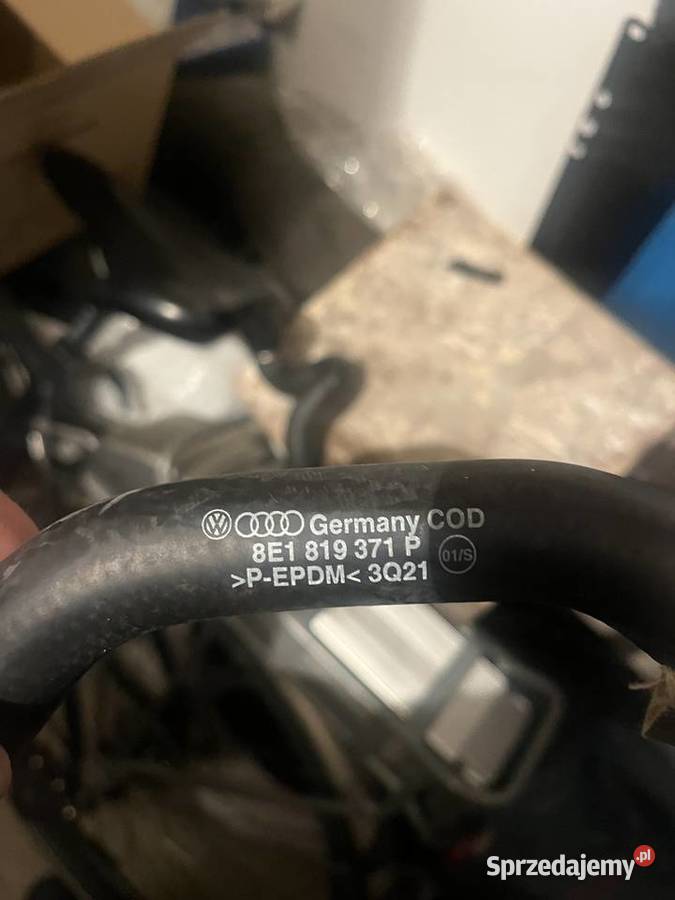 Germany COD
8E1 819 371 P
01/S
>P-EPDM< 3Q21
Sprzedajemy.pl